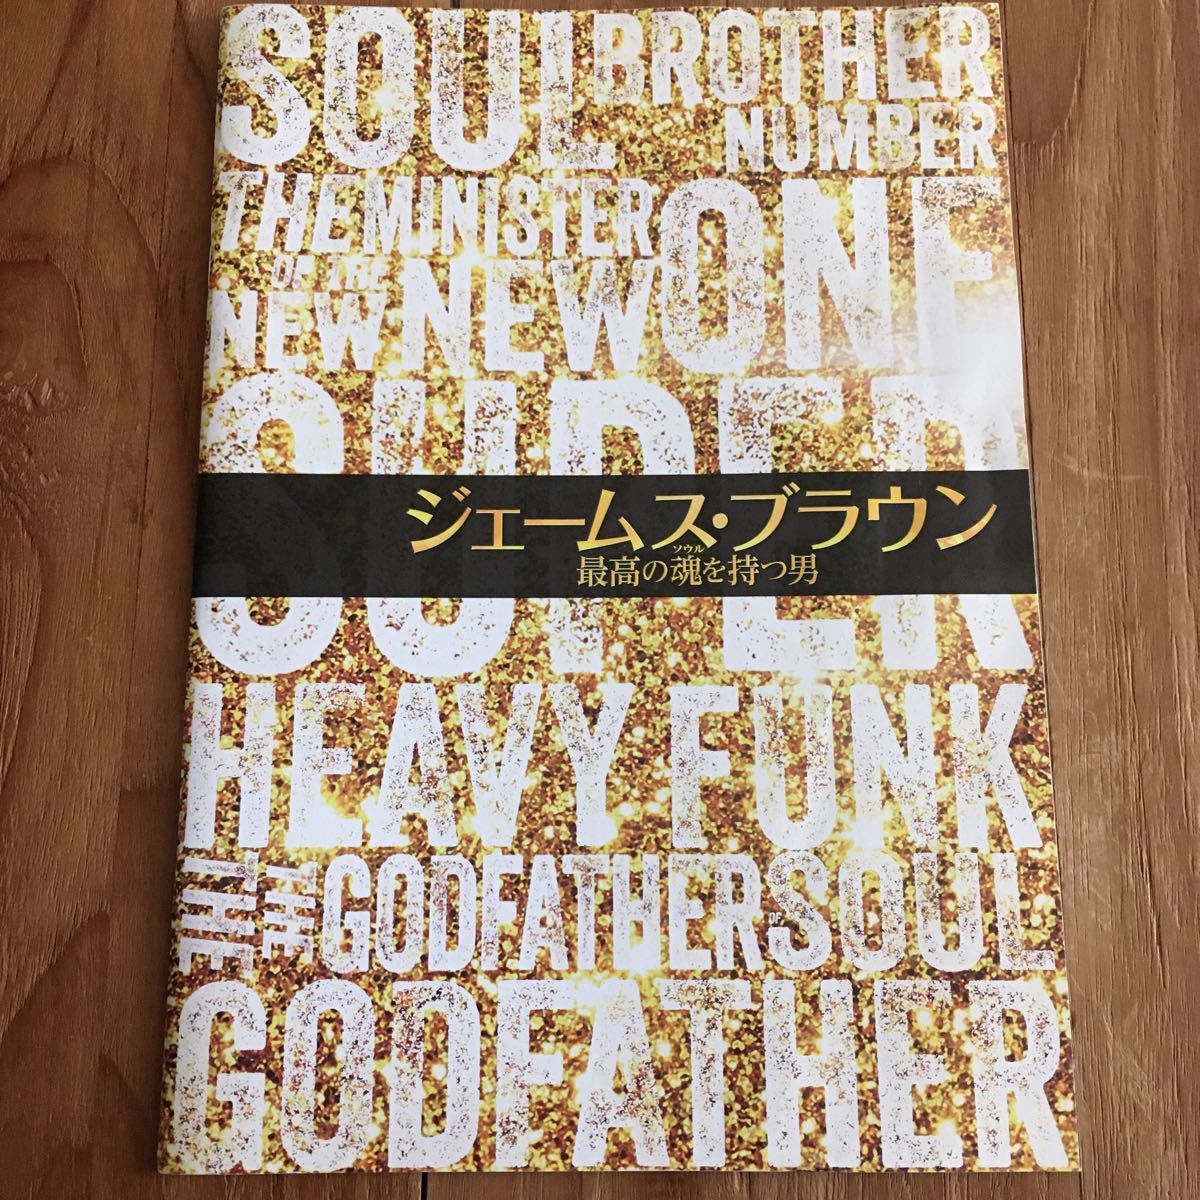 SOUL BROTHER
NUMBER
THE MINISTER ONE
OF THE
NEW NEW
SUPER
ジェームス・ブラウン
ソウル
最高の魂を持つ男
SUPER
HEAVY FUNK
THE THE GODFATHER OF SOUL
GODFATHER